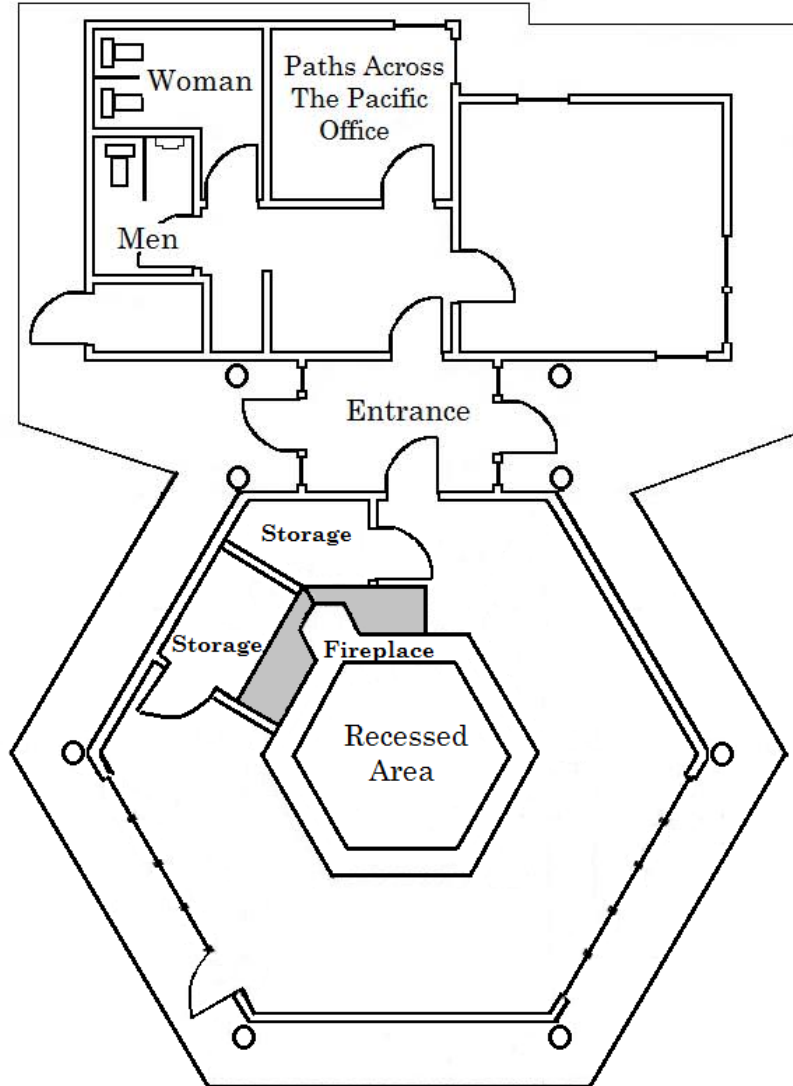 Woman
Paths Across
The Pacific
Office
Men
Entrance
Storage
Storage
Fireplace
Recessed
Area